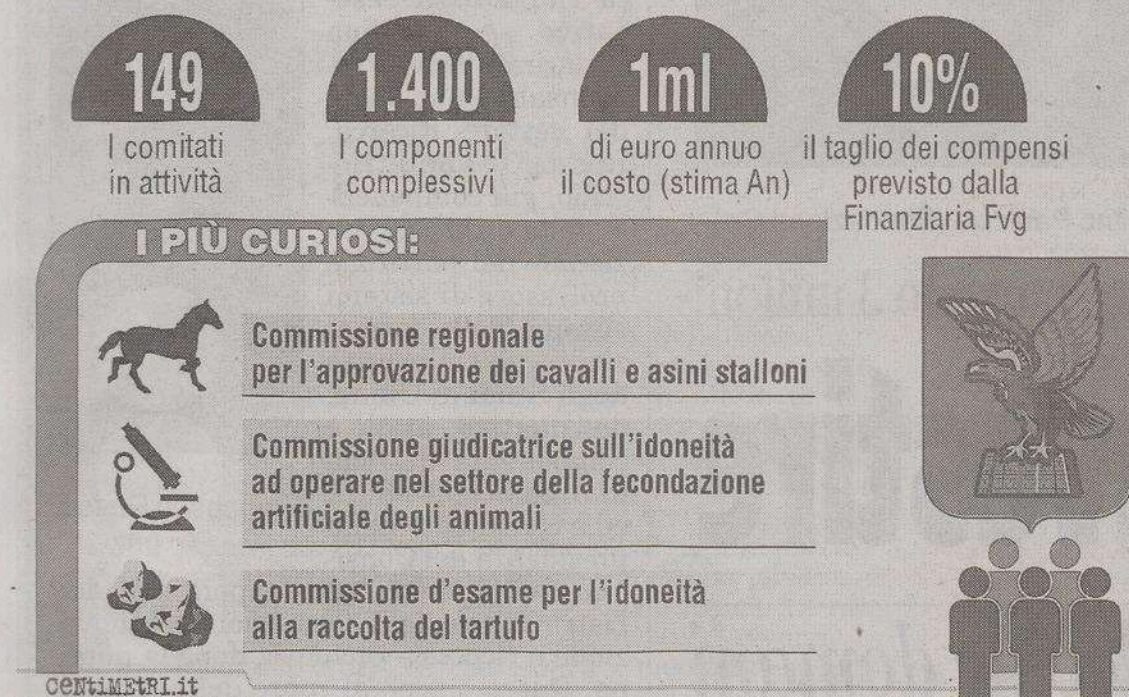 149
I comitati
in attività
1.400
I componenti
complessivi
1ml
di euro annuo
il costo (stima An)
10%
il taglio dei compensi
previsto dalla
Finanziaria Fvg
I PIÙ CURIOSI:
Commissione regionale
per l'approvazione dei cavalli e asini stalloni
Commissione giudicatrice sull'idoneità
ad operare nel settore della fecondazione
artificiale degli animali
Commissione d'esame per l'idoneità
alla raccolta del tartufo
CENTIMETRI.it